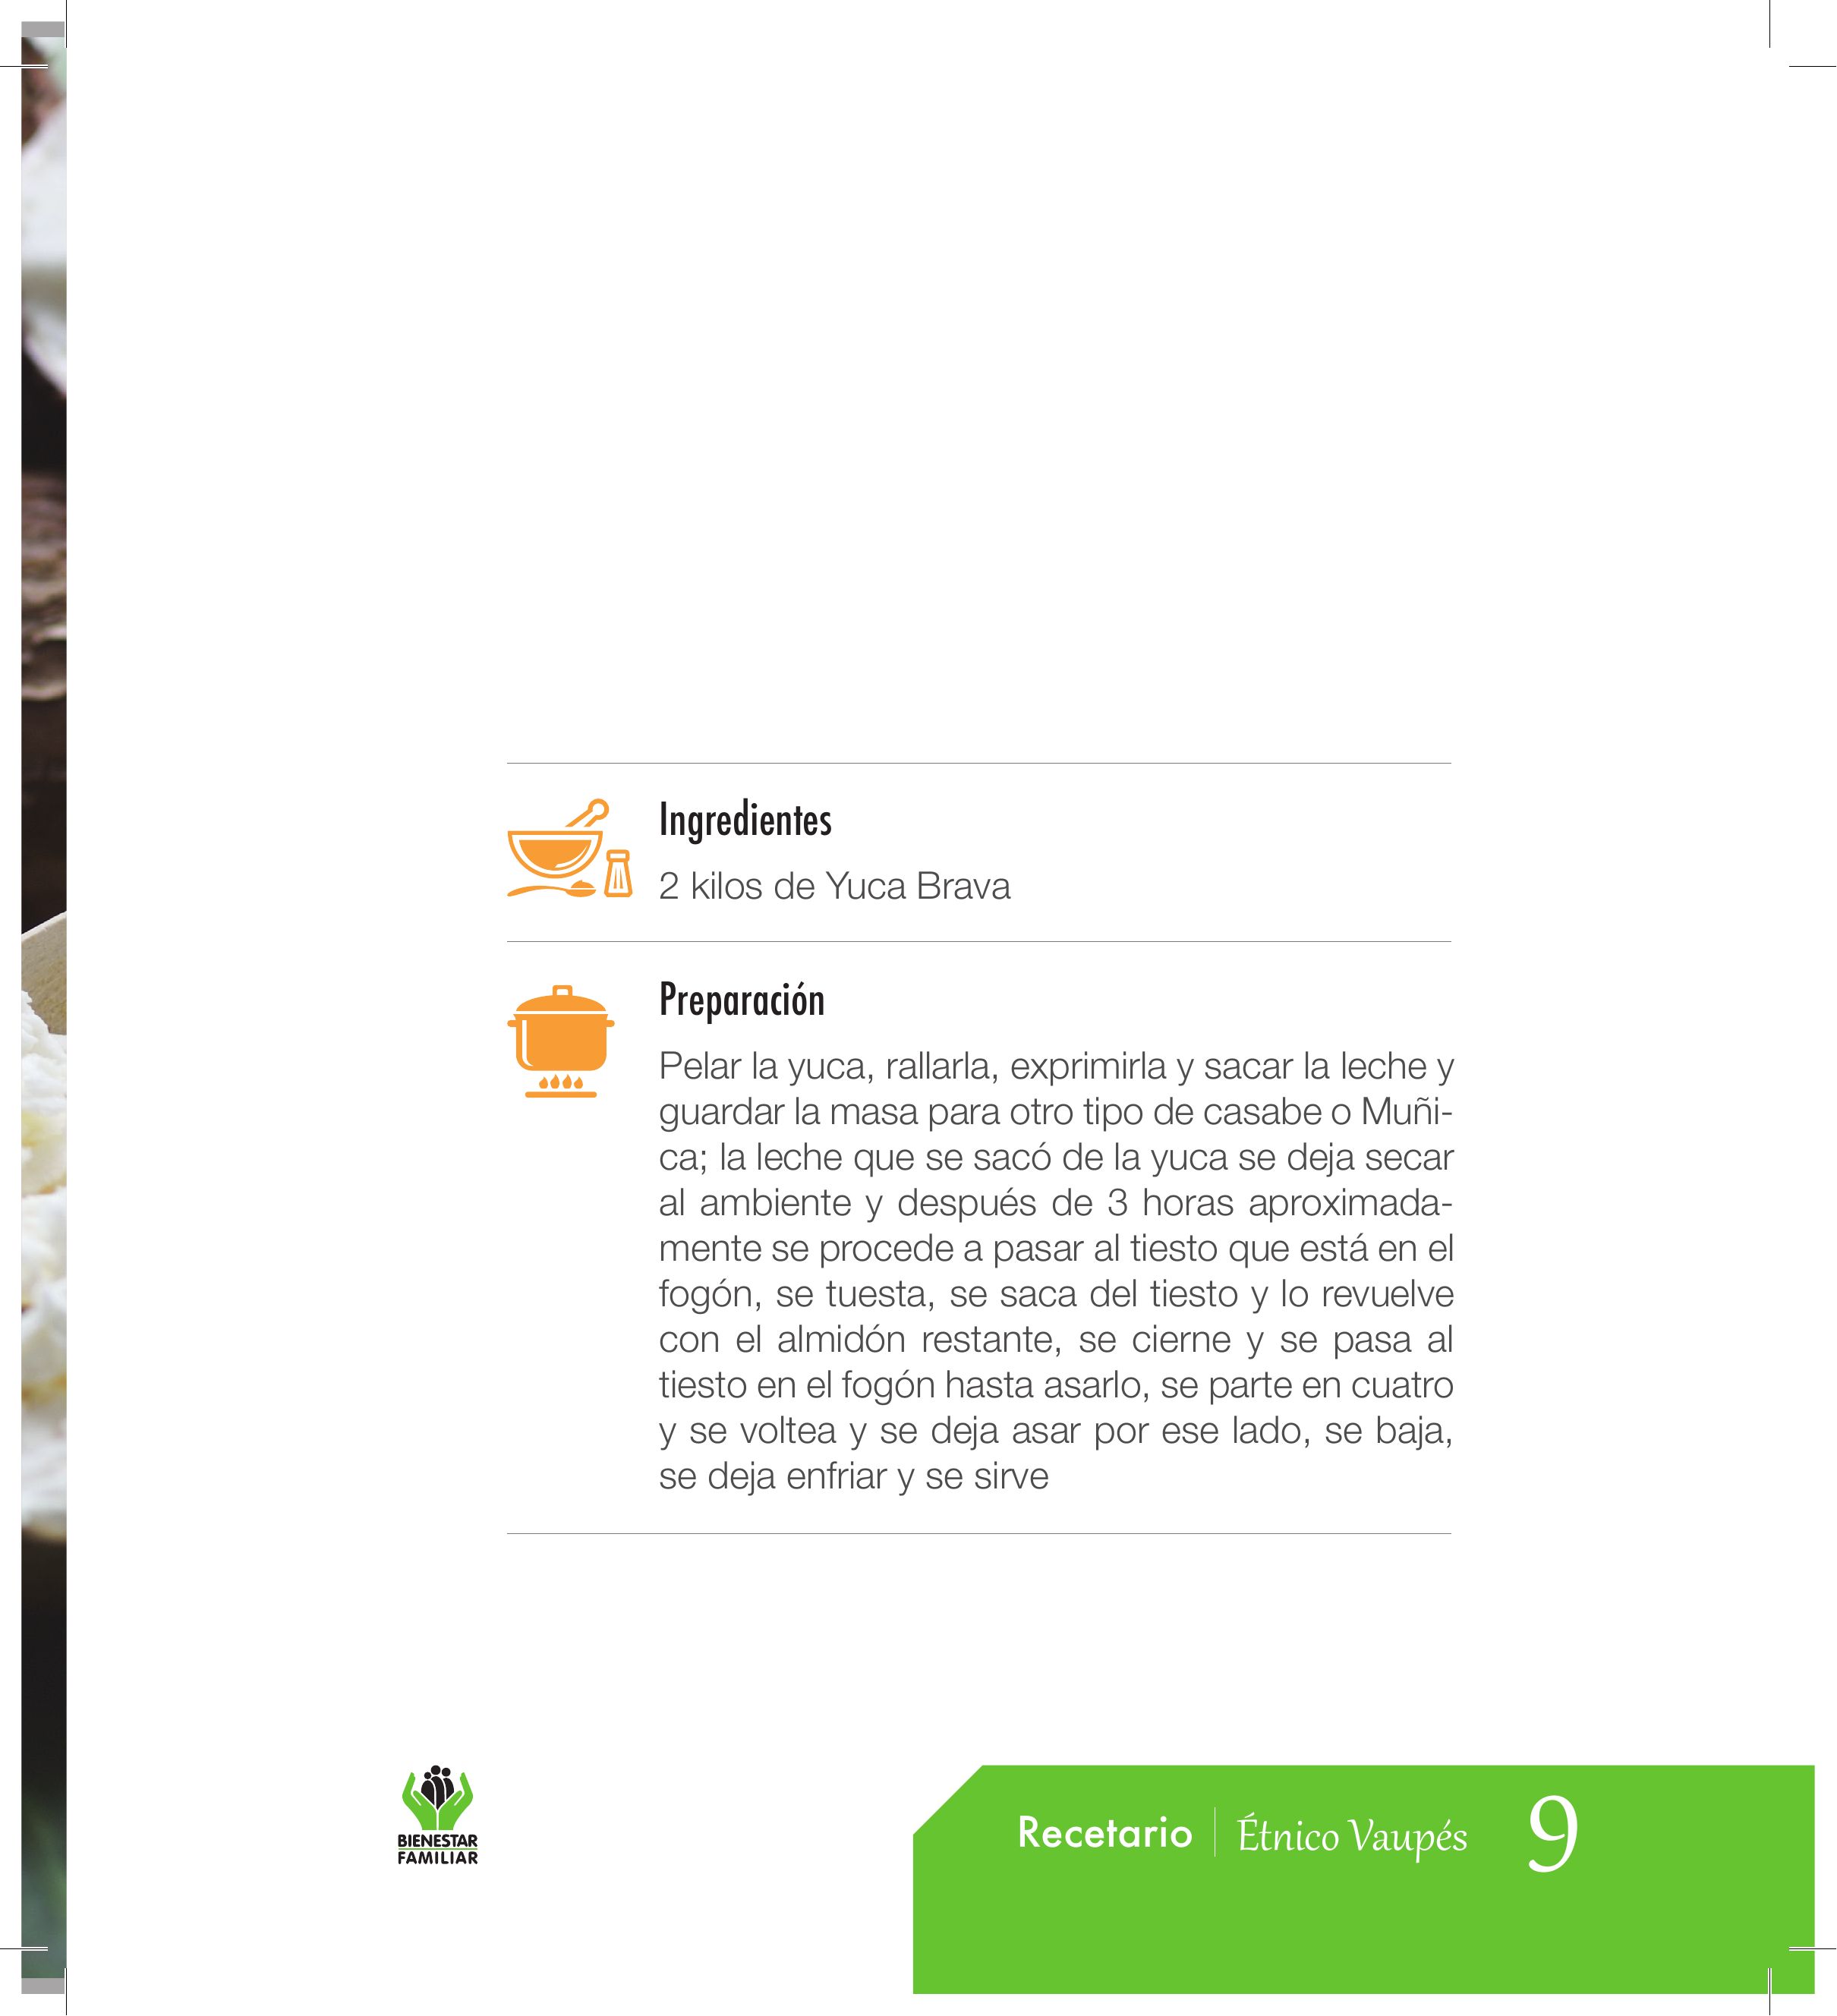 Ingredientes
2 kilos de Yuca Brava
Preparación
Pelar la yuca, rallarla, exprimirla y sacar la leche y
guardar la masa para otro tipo de casabe o Muñi-
ca; la leche que se sacó de la yuca se deja secar
al ambiente y después de 3 horas aproximada-
mente se procede a pasar al tiesto que está en el
fogón, se tuesta, se saca del tiesto y lo revuelve
con el almidón restante, se cierne y se pasa al
tiesto en el fogón hasta asarlo, se parte en cuatro
y se voltea y se deja asar por ese lado, se baja,
se deja enfriar y se sirve
BIENESTAR
FAMILIAR
Recetario | Étnico Vaupés 9